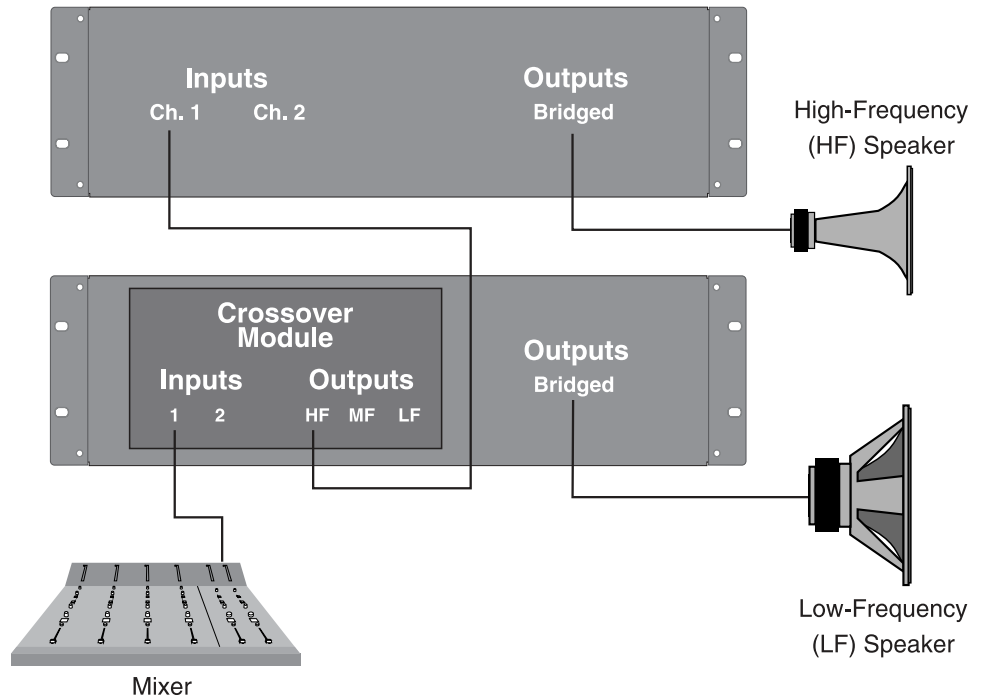 Inputs
Ch. 1 Ch. 2
Outputs
Bridged
High-Frequency
(HF) Speaker
Crossover
Module
Inputs
1 2
Outputs
HF MF LF
Outputs
Bridged
Low-Frequency
(LF) Speaker
Mixer